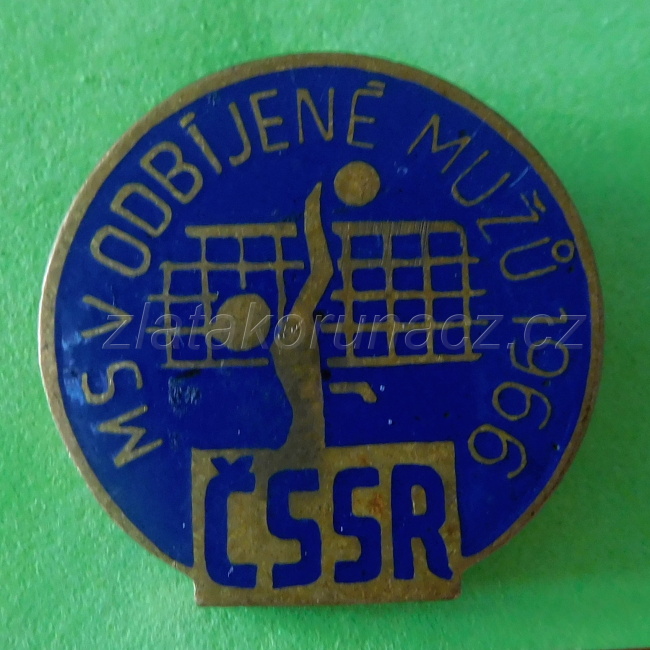 MS V ODBÍJENÉ MUŽŮ 1966
zlatakorunacz.cz
ČSSR